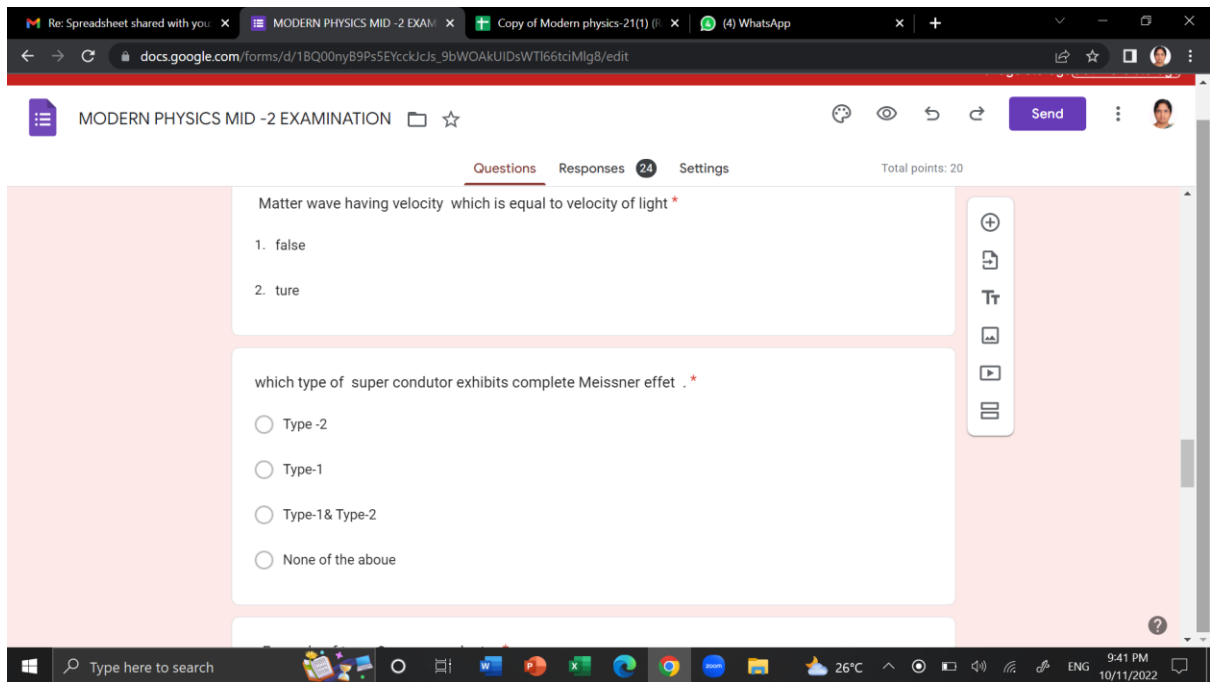 Re: Spreadsheet shared with you:
MODERN PHYSICS MID -2 EXAM
Copy of Modern physics-21(1) (R
(4) WhatsApp
docs.google.com/forms/d/1BQ00nyB9Ps5EYcckJcJs_9bWOAkUIDsWTl66tciMlg8/edit
MODERN PHYSICS MID -2 EXAMINATION
Send
Questions Responses 24 Settings Total points: 20
Matter wave having velocity which is equal to velocity of light *
1. false
2. ture
which type of super condutor exhibits complete Meissner effet . *
Type -2
Type-1
Type-1& Type-2
None of the aboue
Type here to search
zoom
26°C
ENG
9:41 PM
10/11/2022